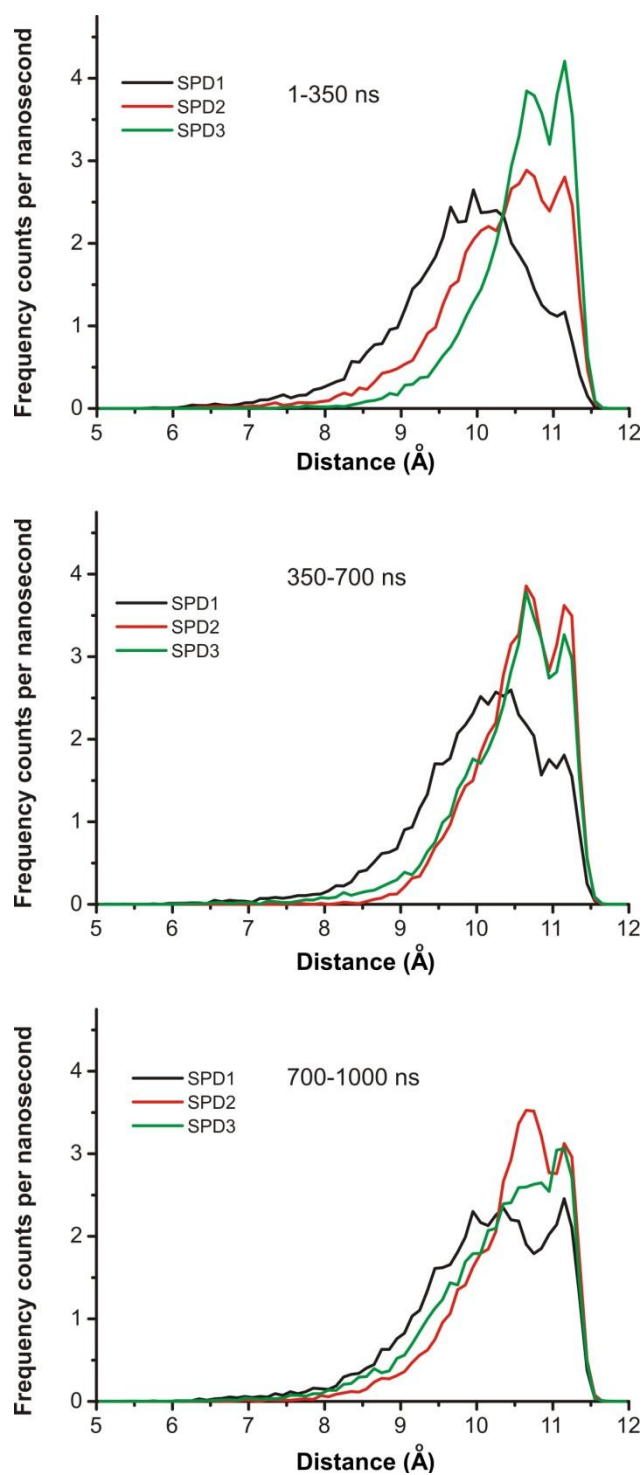 Frequency counts per nanosecond
4
3
2
1
0
SPD1
SPD2
SPD3
1-350 ns
5 6 7 8 9 10 11 12
Distance (Å)
Frequency counts per nanosecond
4
3
2
1
0
SPD1
SPD2
SPD3
350-700 ns
5 6 7 8 9 10 11 12
Distance (Å)
Frequency counts per nanosecond
4
3
2
1
0
SPD1
SPD2
SPD3
700-1000 ns
5 6 7 8 9 10 11 12
Distance (Å)